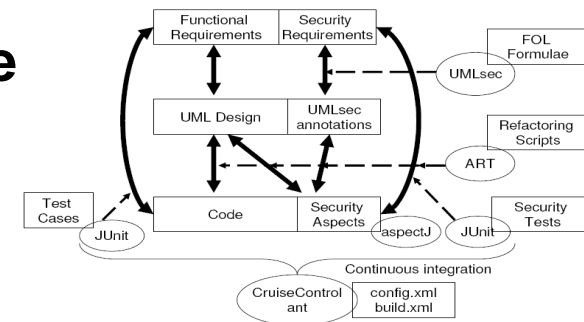 e
Functional
Requirements
Security
Requirements
FOL
Formulae
UMLsec
UML Design
UMLsec
annotations
Refactoring
Scripts
ART
Test
Cases
JUnit
Code
Security
Aspects
aspectJ
JUnit
Security
Tests
Continuous integration
CruiseControl
ant
config.xml
build.xml